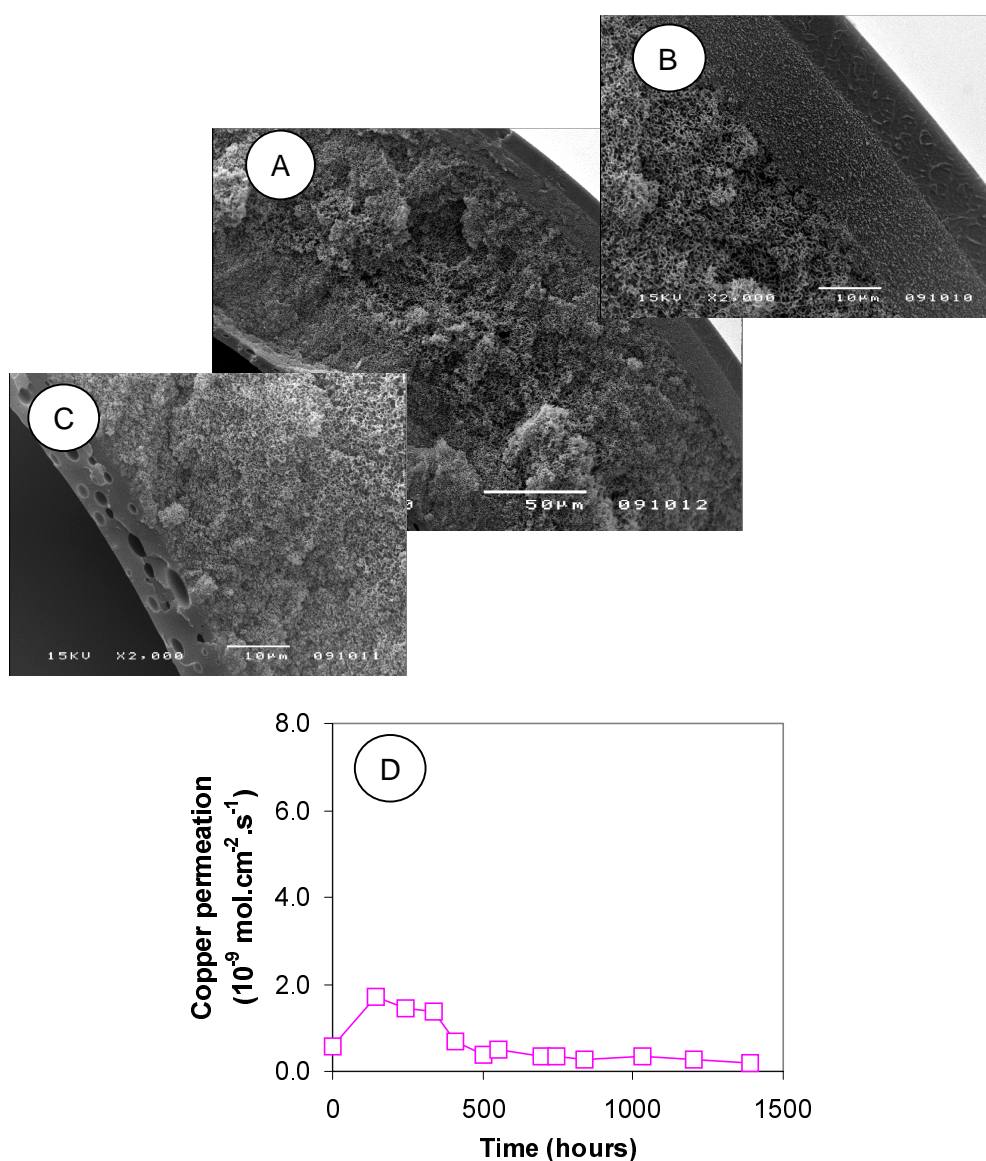 B
15KV X2,000 10μm 091010
A
0 50μm 091012
C
15KV X2,000 10μm 091011
D
8.0
6.0
4.0
2.0
0.0
Copper permeation
(10-9 mol.cm-2.s-1)
0 500 1000 1500
Time (hours)